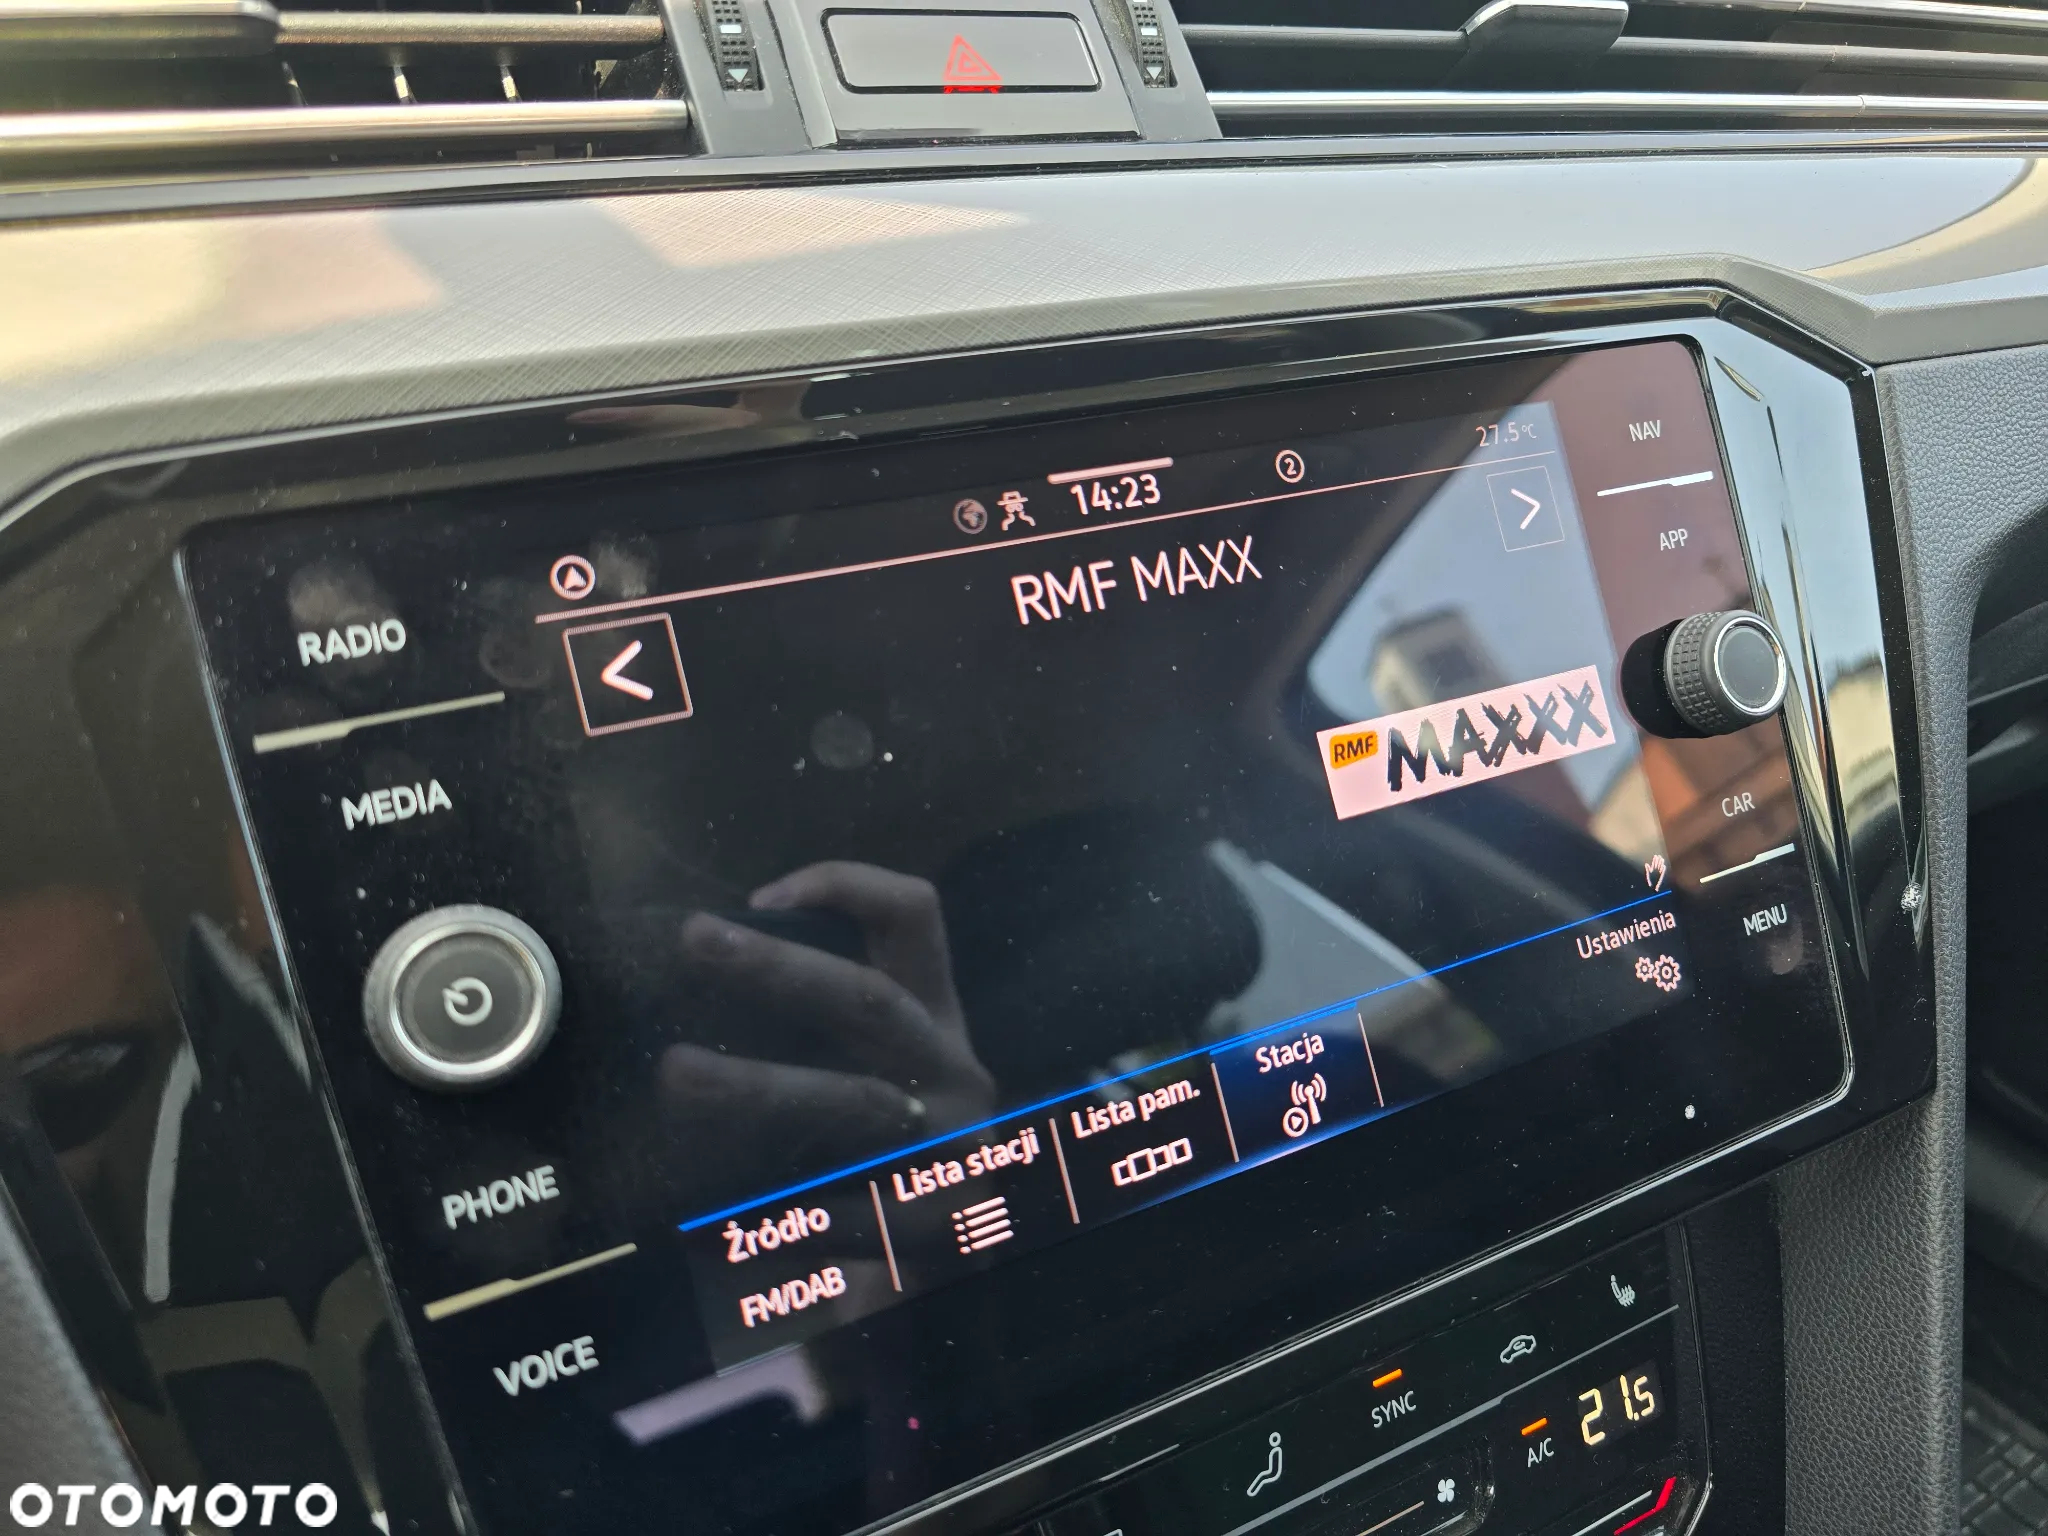 14:23
2
27.5°C
NAV
RMF MAXX
APP
RADIO
<
>
RMF MAXXX
MEDIA
CAR
MENU
Ustawienia
PHONE
Źródło
FM/DAB
Lista stacji
Lista pam.
Stacja
VOICE
SYNC
A/C
21.5
OTOMOTO